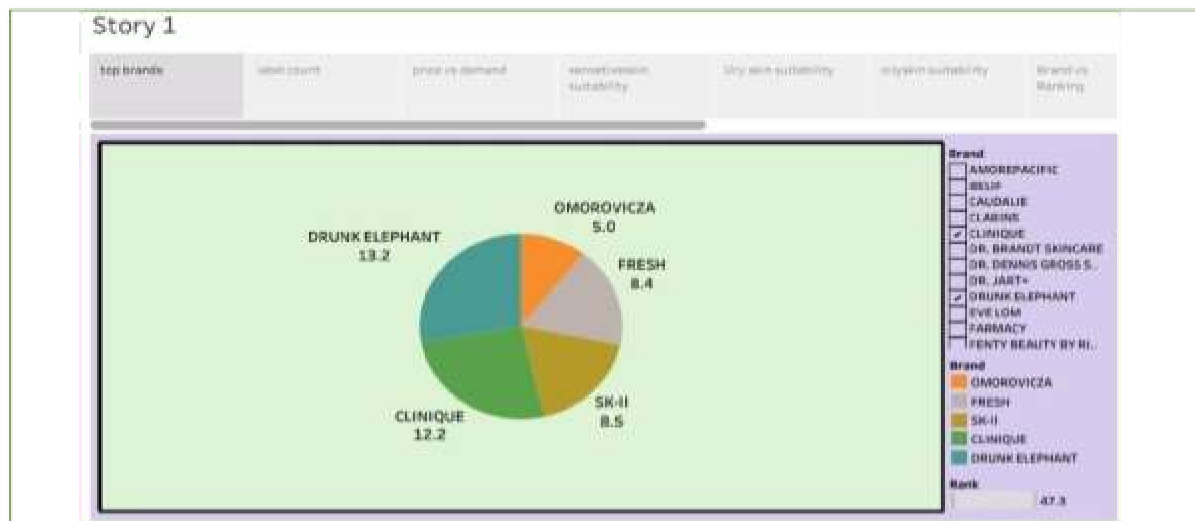 Story 1
top brands
label count
price vs demand
suitability
Dry skin suitability
oilyskin suitability
Brand vs
Ranking
OMOROVICZA
5.0
DRUNK ELEPHANT
13.2
FRESH
8.4
CLINIQUE
12.2
SK-II
8.5
Brand
AMOREPACIFIC
BELIF
CAUDALIE
CLARINS
CLINIQUE
DR. BRANDT SKINCARE
DR. DENNIS GROSS S..
DR. JART+
DRUNK ELEPHANT
EVE LOM
FARMACY
FENTY BEAUTY BY RI..
Brand
OMOROVICZA
FRESH
SK-II
CLINIQUE
DRUNK ELEPHANT
Rank
47.3